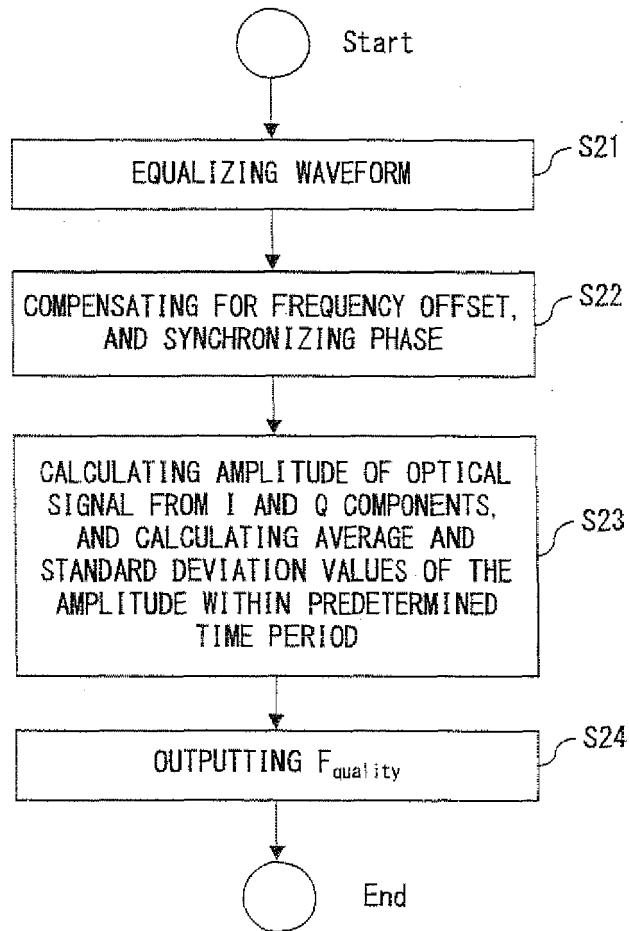 Start
S21
EQUALIZING WAVEFORM
S22
COMPENSATING FOR FREQUENCY OFFSET,
AND SYNCHRONIZING PHASE
S23
CALCULATING AMPLITUDE OF OPTICAL
SIGNAL FROM I AND Q COMPONENTS,
AND CALCULATING AVERAGE AND
STANDARD DEVIATION VALUES OF THE
AMPLITUDE WITHIN PREDETERMINED
TIME PERIOD
S24
OUTPUTTING Fquality
End